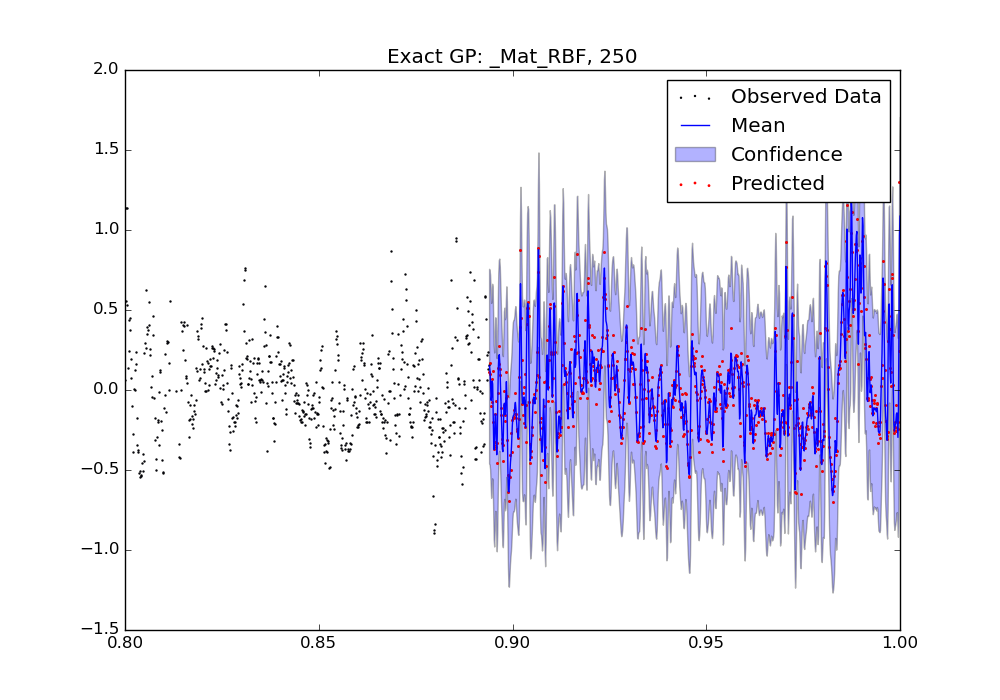 Exact GP: _Mat_RBF, 250
2.0
1.5
1.0
0.5
0.0
−0.5
−1.0
−1.5
0.80
0.85
0.90
0.95
1.00
Observed Data
Mean
Confidence
Predicted